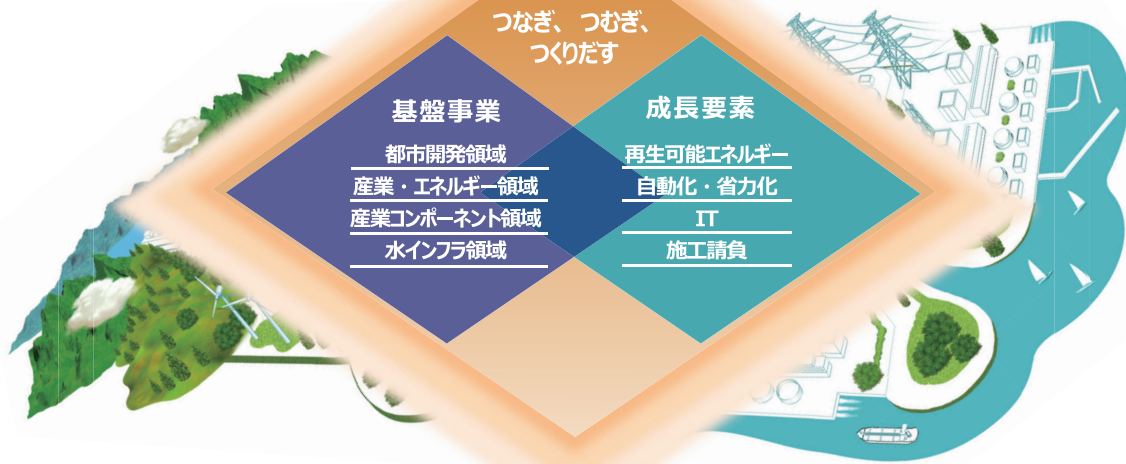 つなぎ、つむぎ、
つくりだす
基盤事業
都市開発領域
産業・エネルギー領域
産業コンポーネント領域
水インフラ領域
成長要素
再生可能エネルギー
自動化・省力化
IT
施工請負